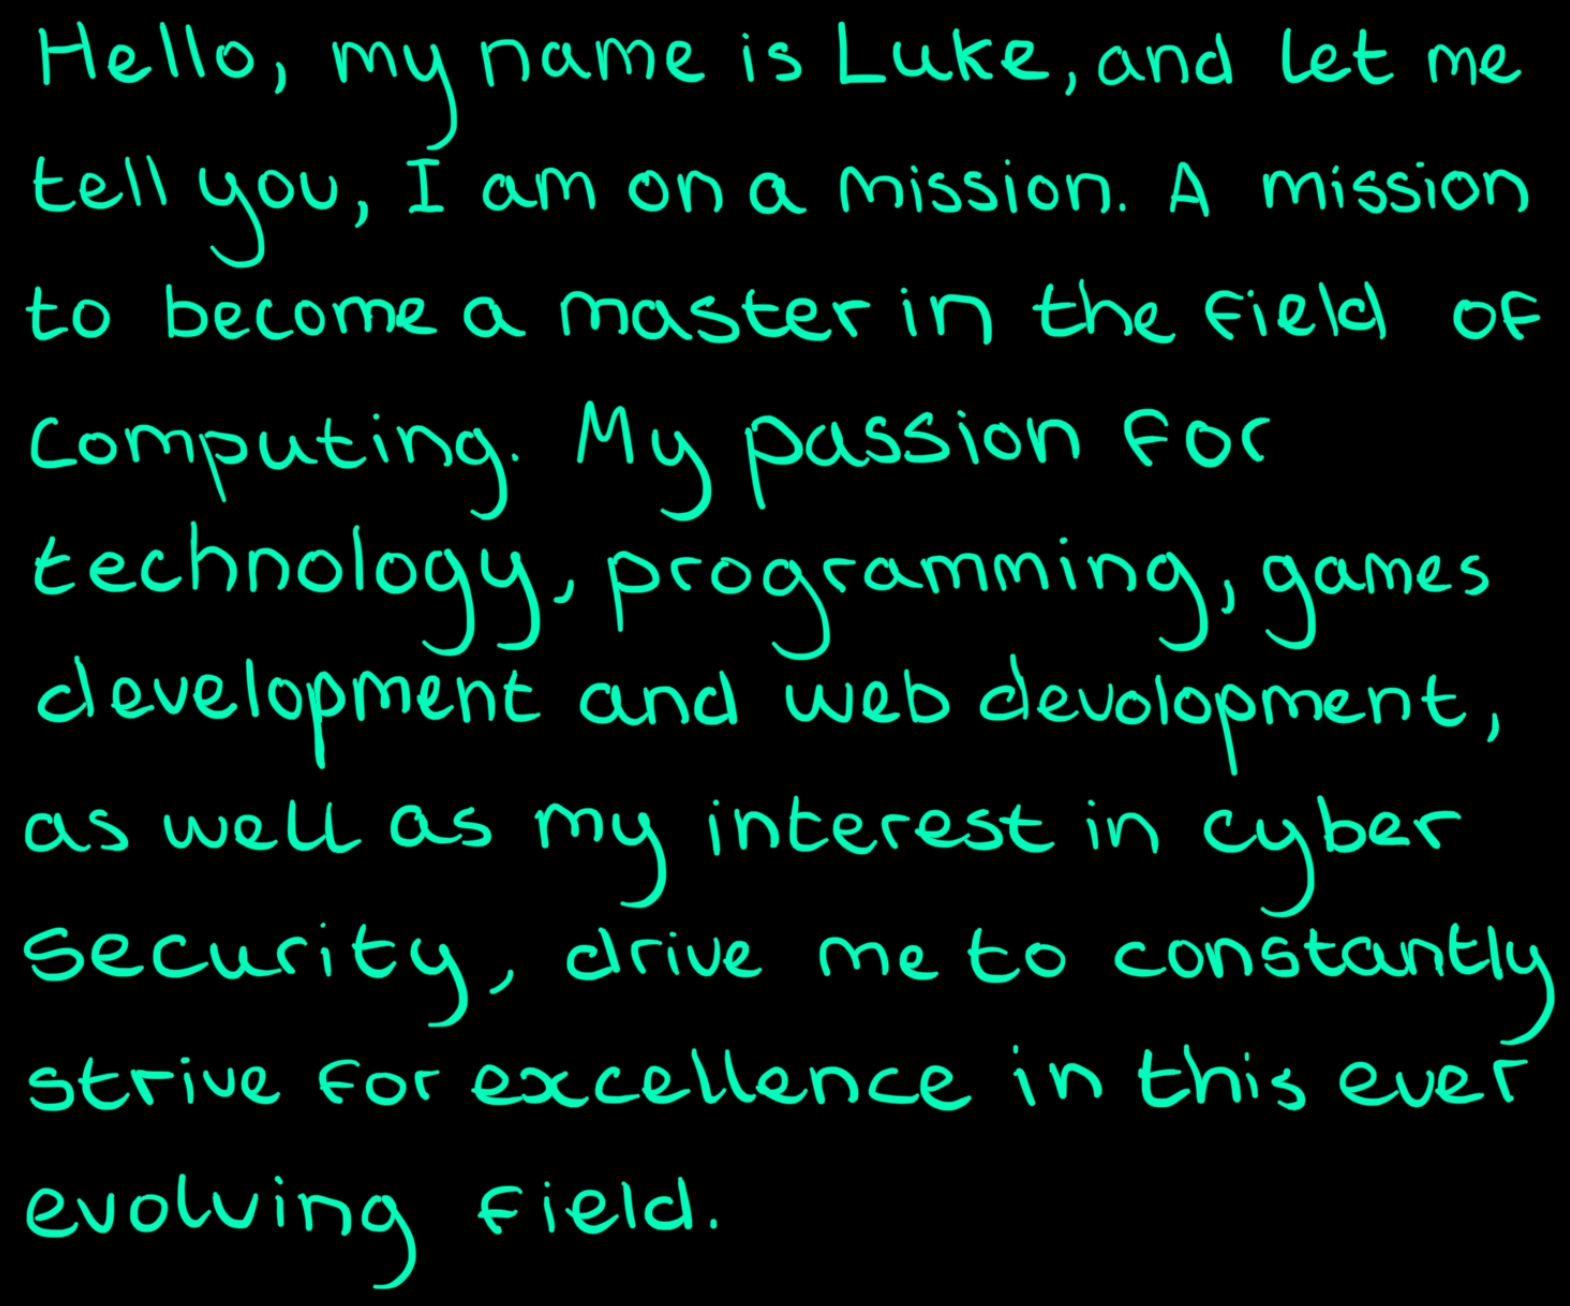 Hello, my name is Luke, and let me
tell you, I am on a mission. A mission
to become a master in the field of
computing. My passion for
technology, programming, games
development and web devolopment,
as well as my interest in cyber
security, drive me to constantly
strive for excellence in this ever
evolving field.